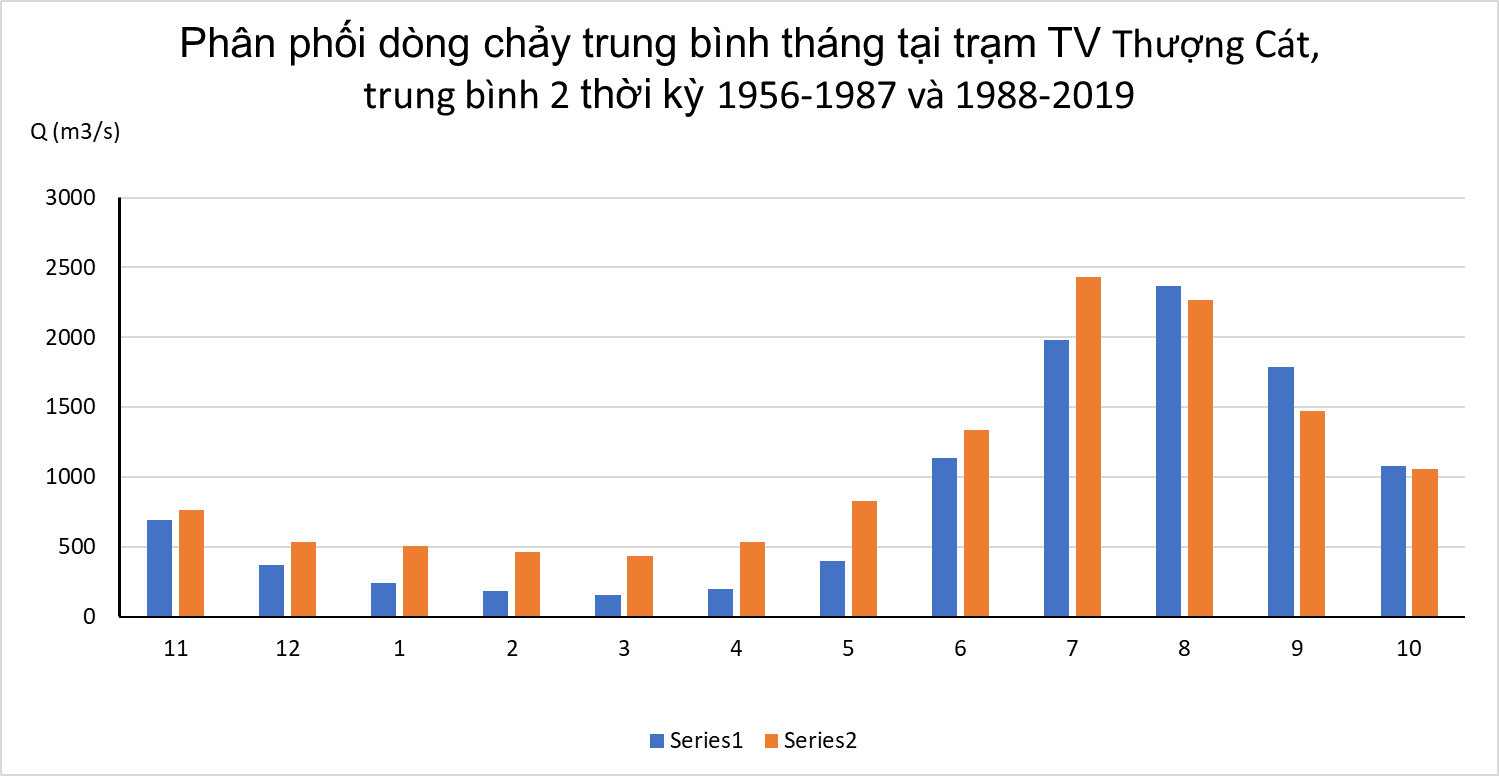 Phân phối dòng chảy trung bình tháng tại trạm TV Thượng Cát,
trung bình 2 thời kỳ 1956-1987 và 1988-2019
Q (m3/s)
3000
2500
2000
1500
1000
500
0
11 12 1 2 3 4 5 6 7 8 9 10
Series1 Series2